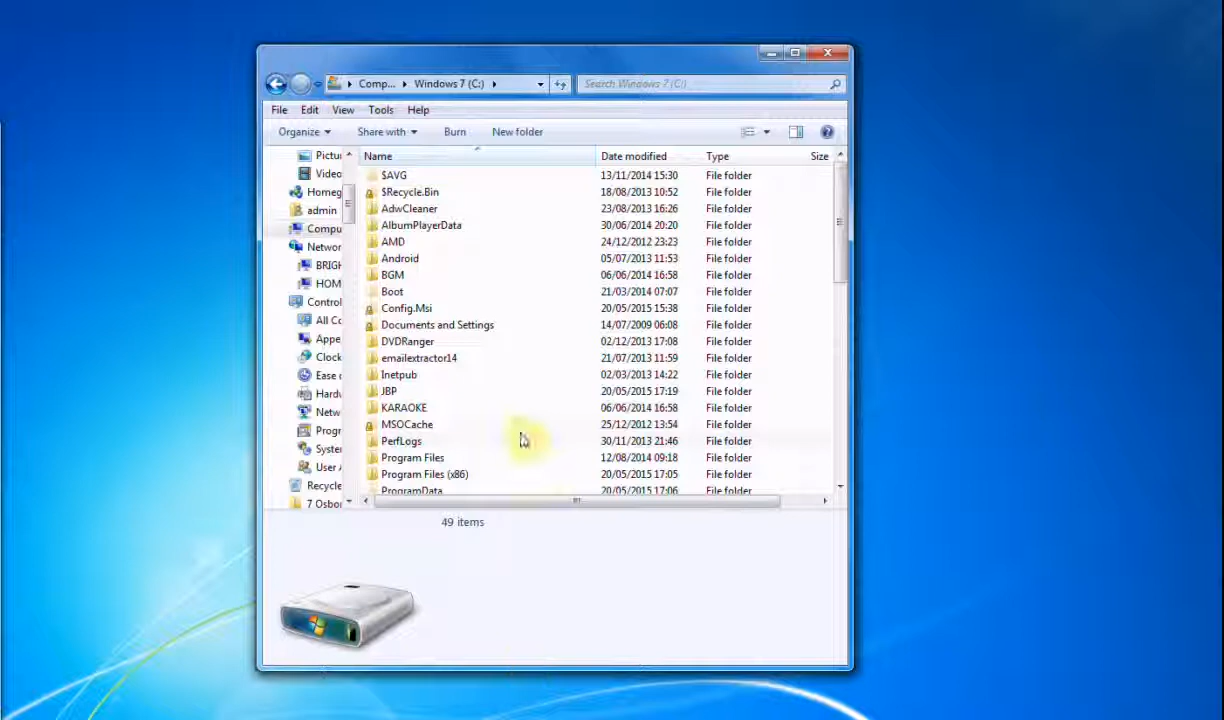 Comp... Windows 7 (C:) Search Windows 7 (C:)
File Edit View Tools Help
Organize Share with Burn New folder
Name Date modified Type Size
Pictu
Video
Homeg
admin
Compu
Networ
BRIGH
HOM
Control
All Co
Appe
Clock
Ease o
Hardw
Netw
Progr
System
User A
Recycle
7 Osbor
$AVG 13/11/2014 15:30 File folder
$Recycle.Bin 18/08/2013 10:52 File folder
AdwCleaner 23/08/2013 16:26 File folder
AlbumPlayerData 30/06/2014 20:20 File folder
AMD 24/12/2012 23:23 File folder
Android 05/07/2013 11:53 File folder
BGM 06/06/2014 16:58 File folder
Boot 21/03/2014 07:07 File folder
Config.Msi 20/05/2015 15:38 File folder
Documents and Settings 14/07/2009 06:08 File folder
DVDRanger 02/12/2013 17:08 File folder
emailextractor14 21/07/2013 11:59 File folder
Inetpub 02/03/2013 14:22 File folder
JBP 20/05/2015 17:19 File folder
KARAOKE 06/06/2014 16:58 File folder
MSOCache 25/12/2012 13:54 File folder
PerfLogs 30/11/2013 21:46 File folder
Program Files 12/08/2014 09:18 File folder
Program Files (x86) 20/05/2015 17:05 File folder
ProgramData 20/05/2015 17:06 File folder
49 items